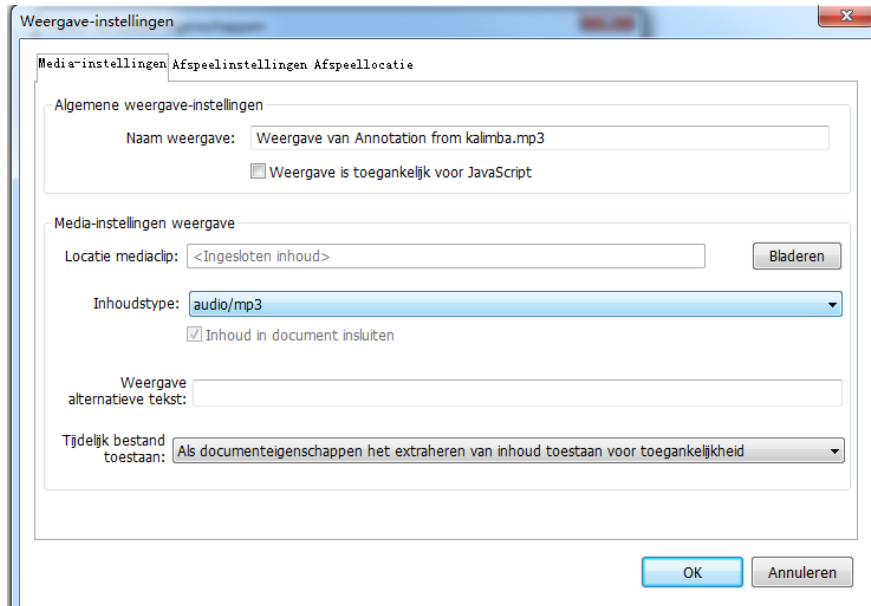 Weergave-instellingen
Media-instellingen Afspeelinstellingen Afspeellocatie
Algemene weergave-instellingen
Naam weergave: Weergave van Annotation from kalimba.mp3
Weergave is toegankelijk voor JavaScript
Media-instellingen weergave
Locatie mediaclip: <Ingesloten inhoud> Bladeren
Inhoudstype: audio/mp3
Inhoud in document insluiten
Weergave
alternatieve tekst:
Tijdelijk bestand
toestaan: Als documenteigenschappen het extraheren van inhoud toestaan voor toegankelijkheid
OK Annuleren